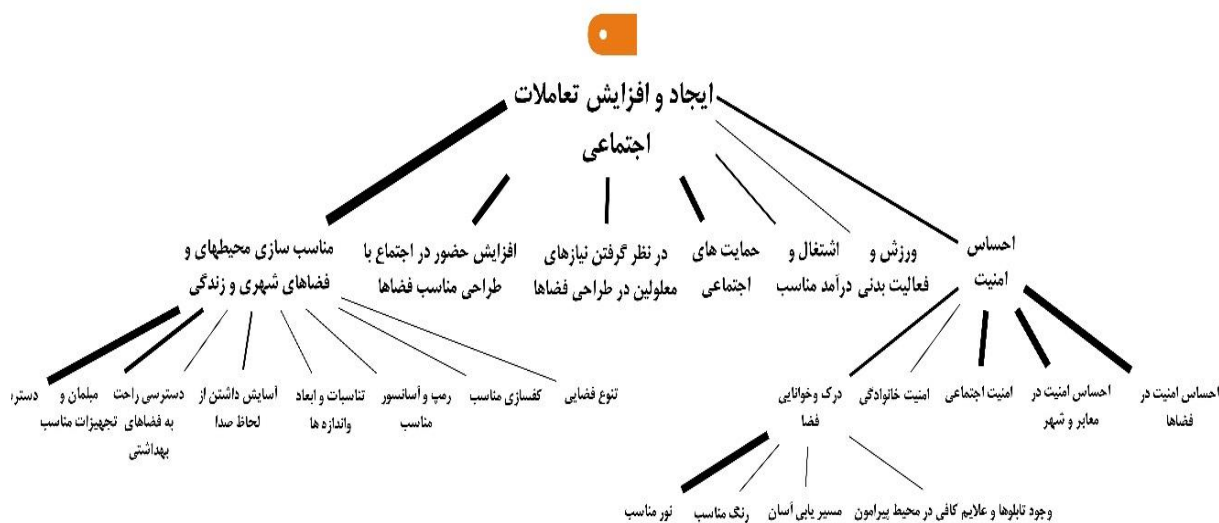 ایجاد و افزایش تعاملات
اجتماعی
احساس
امنیت
ورزش و
فعالیت بدنی
اشتغال و
درآمد مناسب
حمایت های
اجتماعی
در نظر گرفتن نیازهای
معلولین در طراحی فضاها
افزایش حضور در اجتماع با
طراحی مناسب فضاها
مناسب سازی محیطهای و
فضاهای شهری و زندگی
احساس امنیت در
فضاها
احساس امنیت در
معابر و شهر
امنیت اجتماعی
امنیت خانوادگی
درک وخوانایی
فضا
تنوع فضایی
کفسازی مناسب
رمپ و آسانسور
مناسب
تناسبات و ابعاد
واندازه ها
آسایش داشتن از
لحاظ صدا
دسترسی راحت
به فضاهای
بهداشتی
مبلمان و
تجهیزات مناسب
وجود تابلوها و علایم کافی در محیط پیرامون
مسیر یابی آسان
رنگ مناسب
نور مناسب